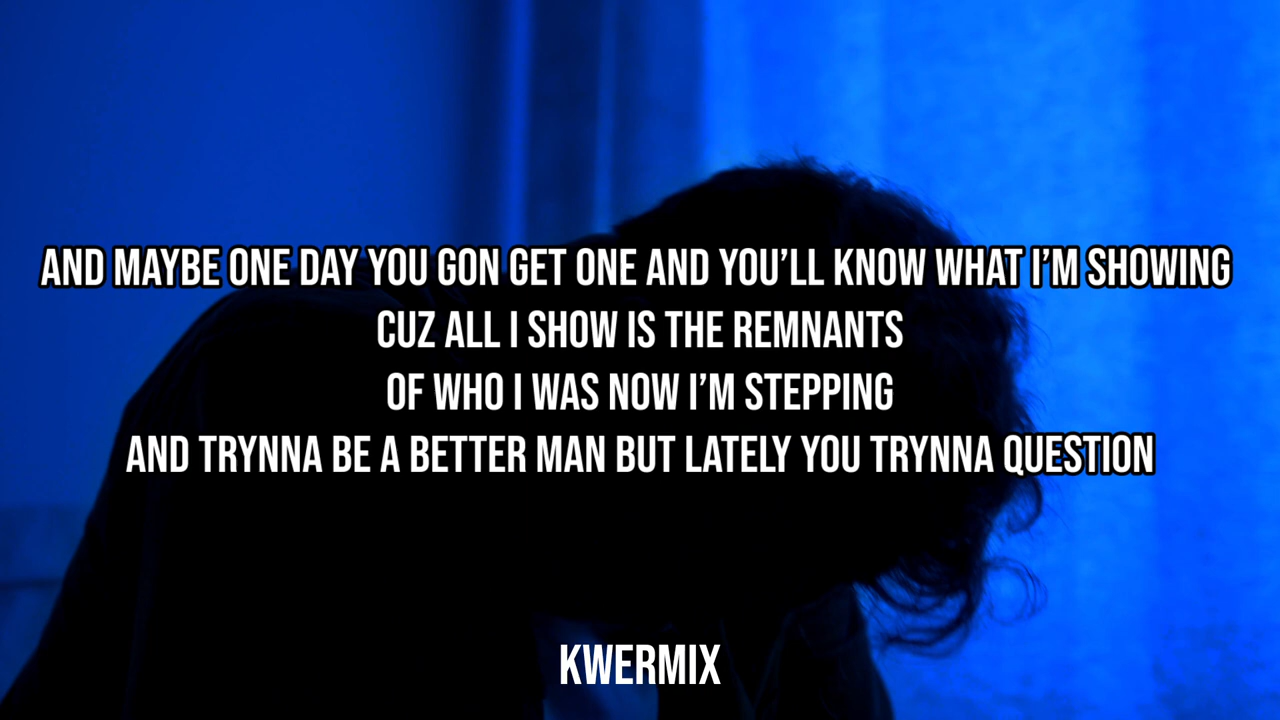 AND MAYBE ONE DAY YOU GON GET ONE AND YOU'LL KNOW WHAT I'M SHOWING
CUZ ALL I SHOW IS THE REMNANTS
OF WHO I WAS NOW I'M STEPPING
AND TRYNNA BE A BETTER MAN BUT LATELY YOU TRYNNA QUESTION
KWERMIX